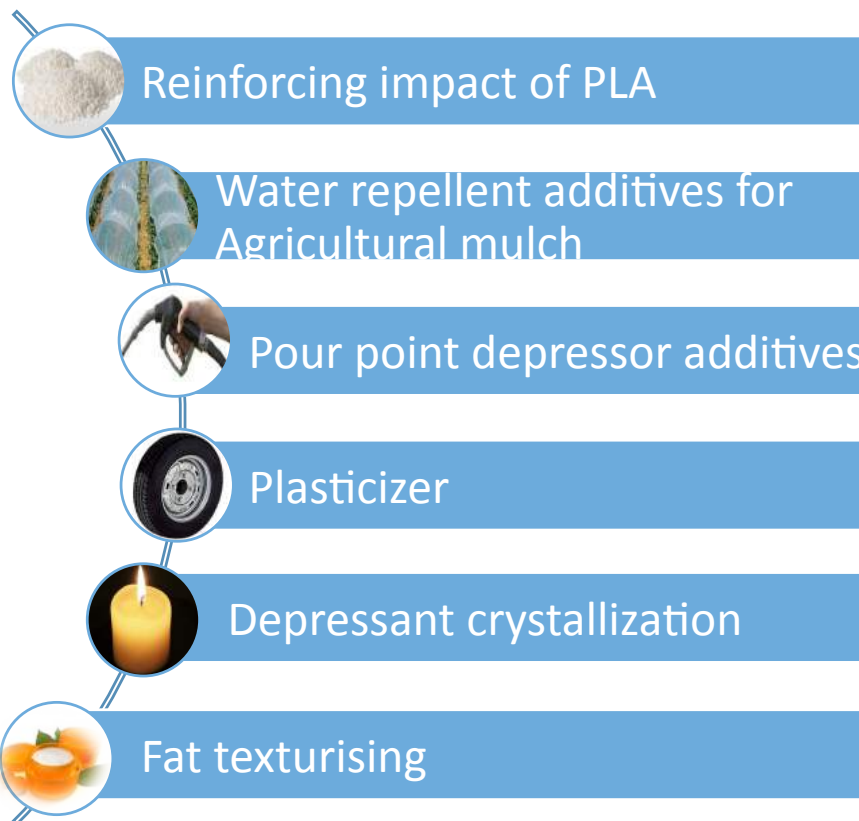 Reinforcing impact of PLA
Water repellent additives for
Agricultural mulch
Pour point depressor additives
Plasticizer
Depressant crystallization
Fat texturising